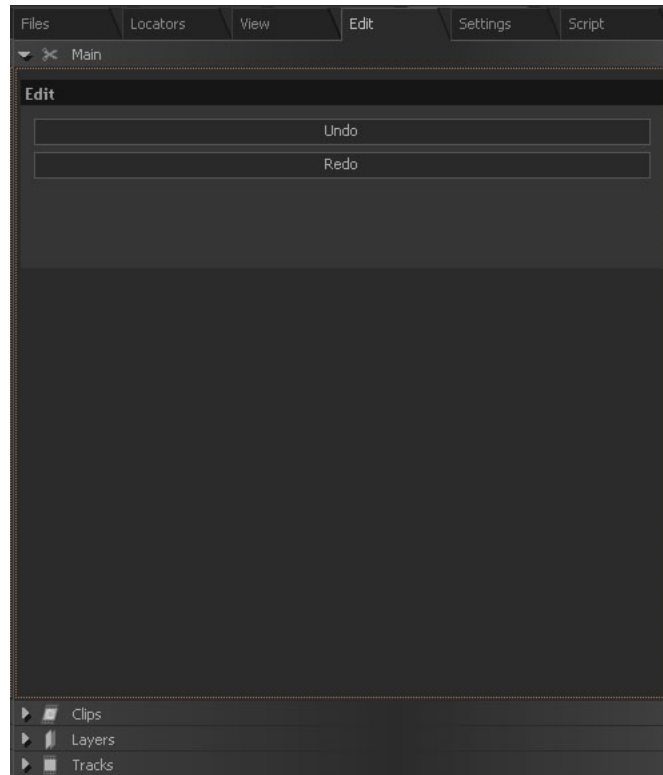 Files Locators View Edit Settings Script
Main
Edit
Undo
Redo
Clips
Layers
Tracks